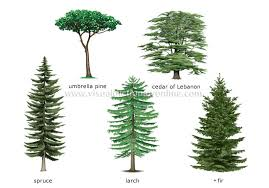 umbrella pine
cedar of Lebanon
spruce
larch
• fir